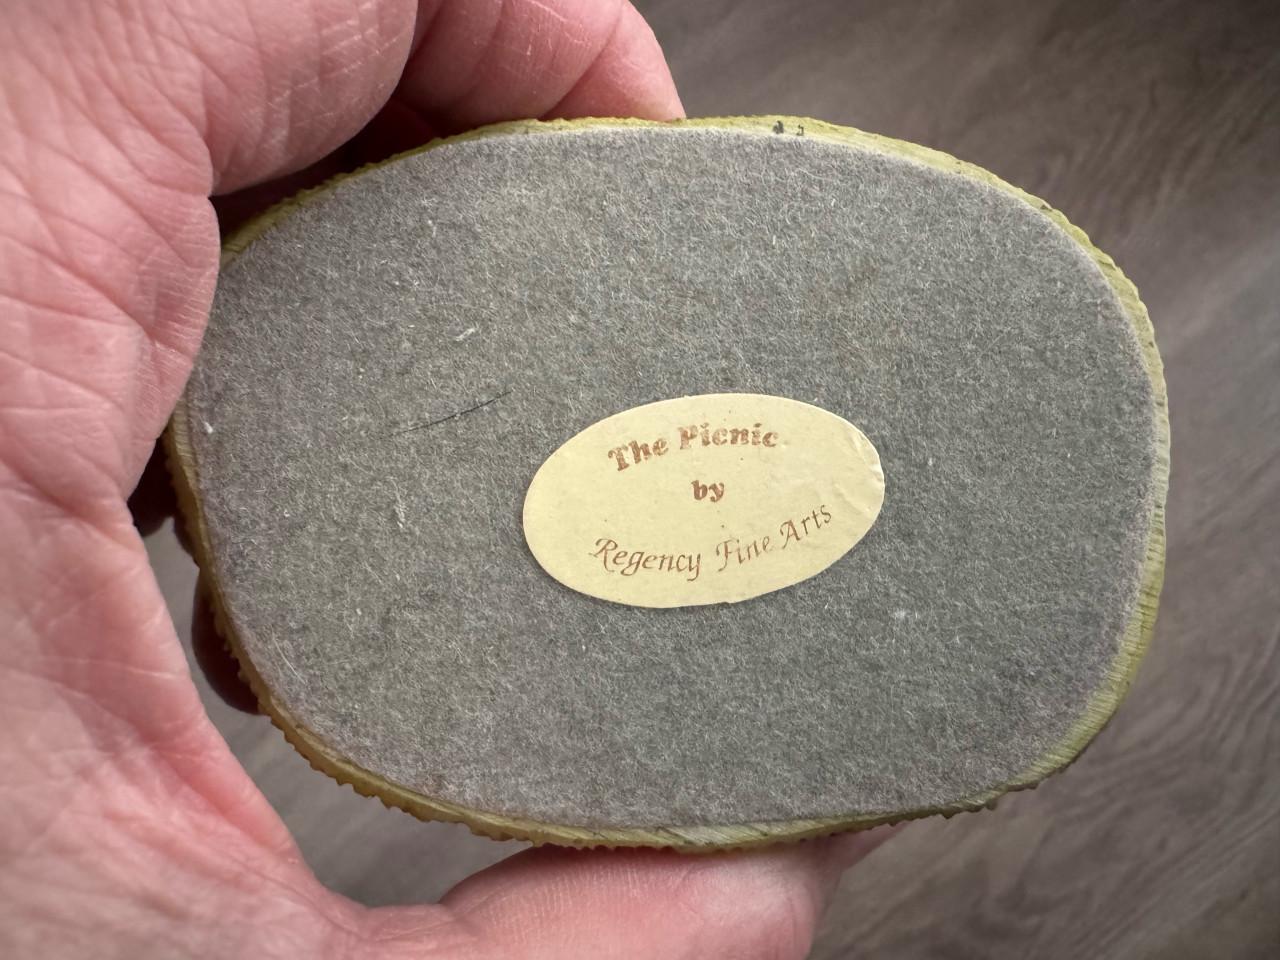 The Picnic
by
Regency Fine Arts